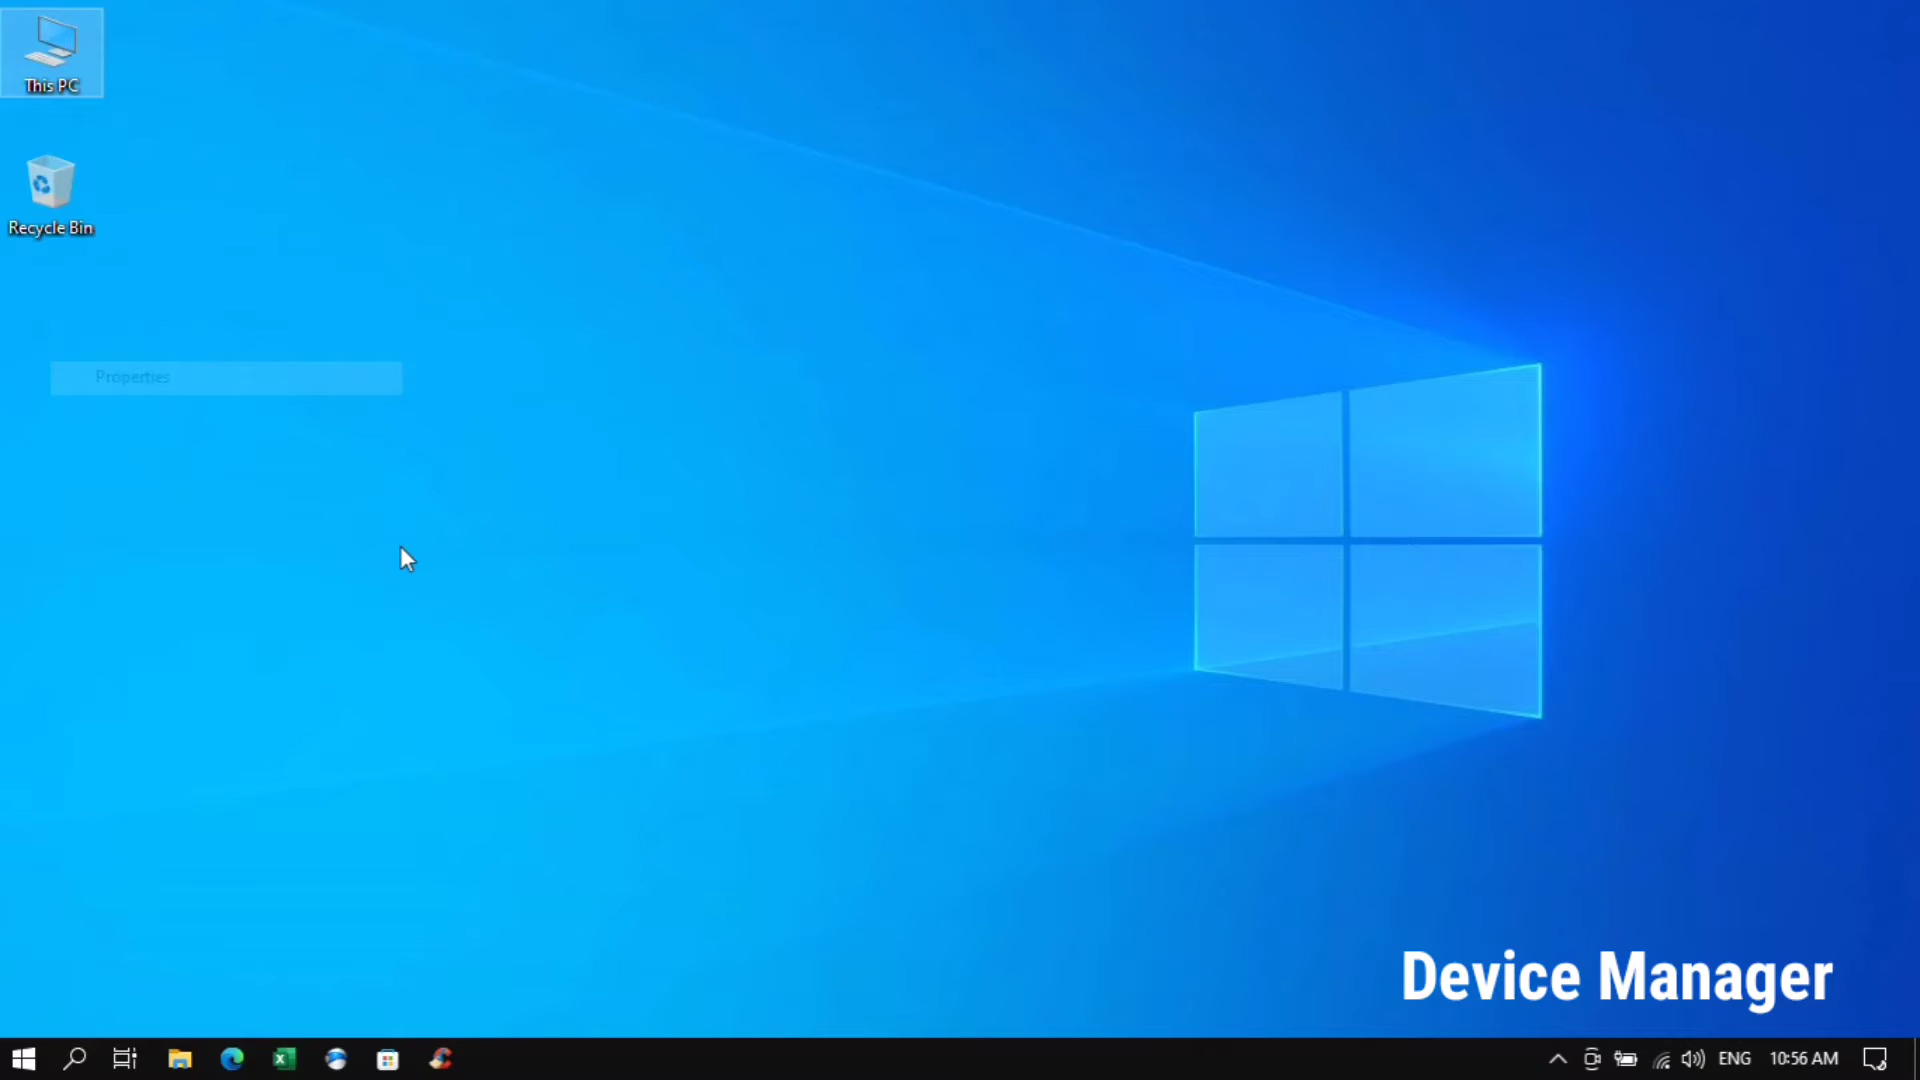 This PC
Recycle Bin
Properties
Device Manager
ENG
10:56 AM